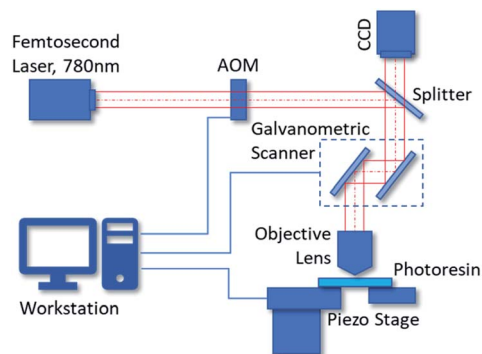 Femtosecond
Laser, 780nm
AOM
CCD
Splitter
Galvanometric
Scanner
Objective
Lens
Photoresin
Workstation
Piezo Stage